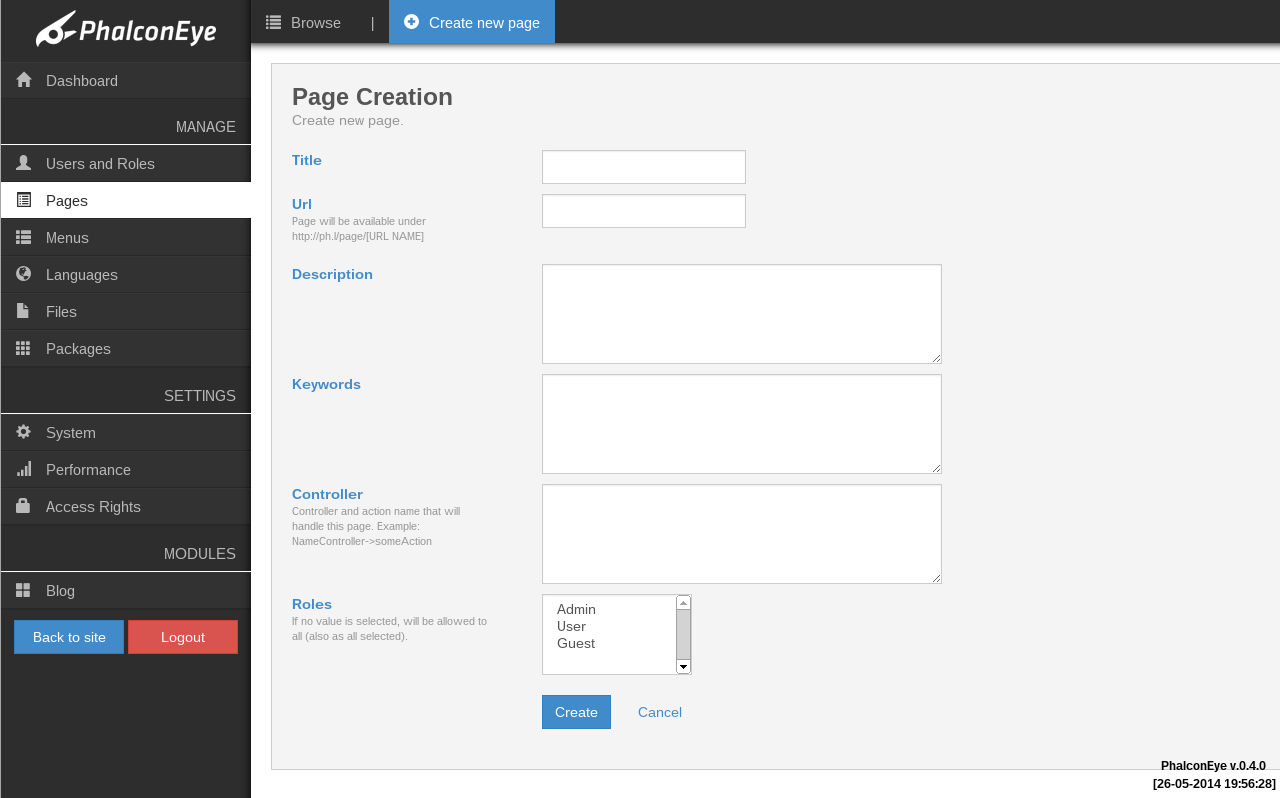 PhalconEye
Browse | Create new page
Dashboard
MANAGE
Users and Roles
Pages
Menus
Languages
Files
Packages
SETTINGS
System
Performance
Access Rights
MODULES
Blog
Back to site Logout
Page Creation
Create new page.
Title
Url
Page will be available under
http://ph.l/page/[URL NAME]
Description
Keywords
Controller
Controller and action name that will
handle this page. Example:
NameController->someAction
Roles
If no value is selected, will be allowed to
all (also as all selected).
Admin
User
Guest
Create Cancel
PhalconEye v.0.4.0
[26-05-2014 19:56:28]